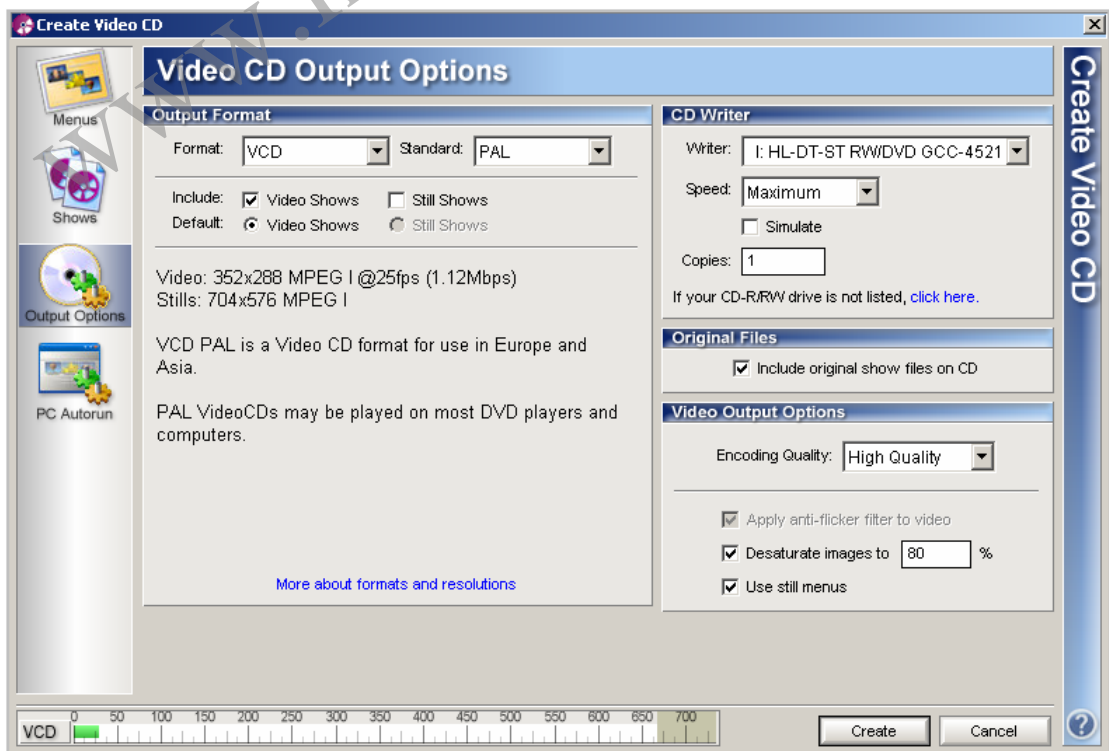 Create Video CD
Video CD Output Options
Menus
Shows
Output Options
PC Autorun
Output Format
Format: VCD Standard: PAL
Include: Video Shows Still Shows
Default: Video Shows Still Shows
Video: 352x288 MPEG I @25fps (1.12Mbps)
Stills: 704x576 MPEG I
VCD PAL is a Video CD format for use in Europe and
Asia.
PAL VideoCDs may be played on most DVD players and
computers.
More about formats and resolutions
CD Writer
Writer: I: HL-DT-ST RW/DVD GCC-4521
Speed: Maximum
Simulate
Copies: 1
If your CD-R/RW drive is not listed, click here.
Original Files
Include original show files on CD
Video Output Options
Encoding Quality: High Quality
Apply anti-flicker filter to video
Desaturate images to 80 %
Use still menus
Create Video CD
VCD 0 50 100 150 200 250 300 350 400 450 500 550 600 650 700
Create Cancel
?